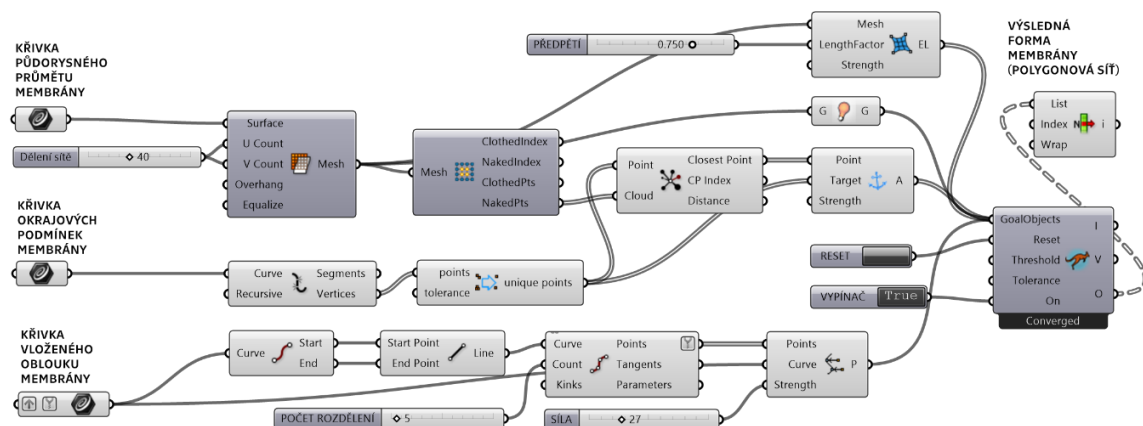 KŘIVKA
PŮDORYSNÉHO
PRŮMĚTU
MEMBRÁNY
Dělení sítě 40
Surface
U Count
V Count
Overhang
Equalize
Mesh
Mesh
ClothedIndex
NakedIndex
ClothedPts
NakedPts
PŘEDPĚTÍ 0.750
Mesh
LengthFactor
Strength
EL
G G
Point
Cloud
Closest Point
CP Index
Distance
Point
Target
Strength
A
VÝSLEDNÁ
FORMA
MEMBRÁNY
(POLYGONOVÁ SÍŤ)
List
Index
Wrap
N
i
KŘIVKA
OKRAJOVÝCH
PODMÍNEK
MEMBRÁNY
Curve
Recursive
Segments
Vertices
points
tolerance
unique points
RESET
VYPÍNAČ True
GoalObjects
Reset
Threshold
Tolerance
On
I
V
O
Converged
KŘIVKA
VLOŽENÉHO
OBLOUKU
MEMBRÁNY
Curve
Start
End
Start Point
End Point
Line
Curve
Count
Kinks
Points
Tangents
Parameters
Points
Curve
Strength
P
POČET ROZDĚLENÍ 5
SÍLA 27